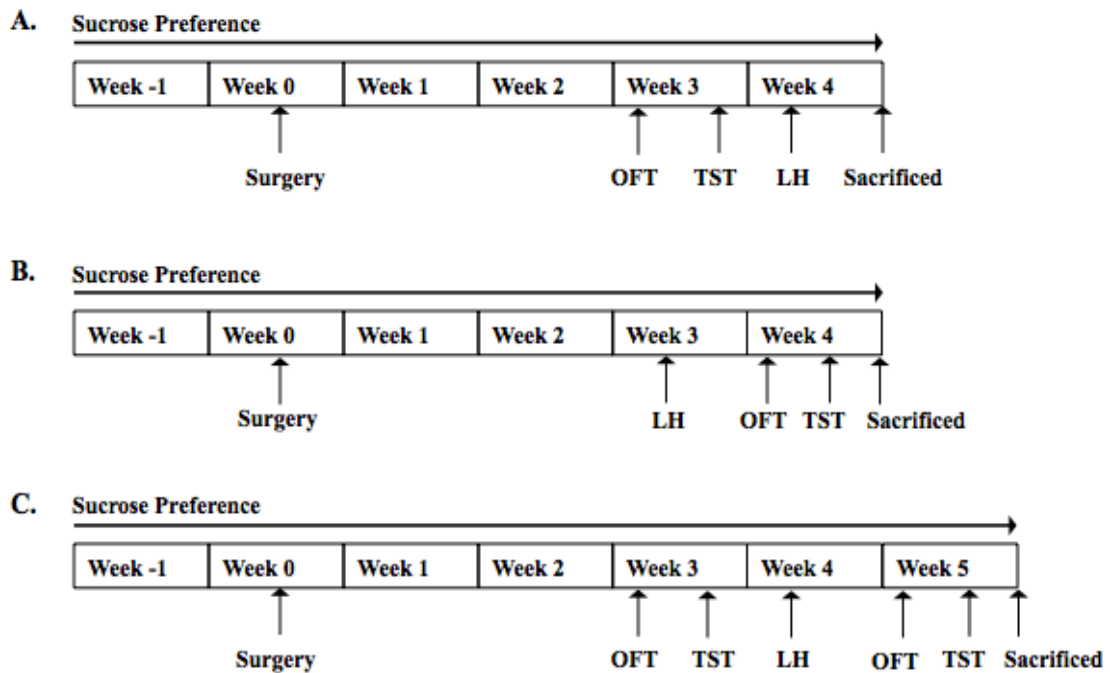 A. Sucrose Preference
Week -1 Week 0 Week 1 Week 2 Week 3 Week 4
Surgery OFT TST LH Sacrificed
B. Sucrose Preference
Week -1 Week 0 Week 1 Week 2 Week 3 Week 4
Surgery LH OFT TST Sacrificed
C. Sucrose Preference
Week -1 Week 0 Week 1 Week 2 Week 3 Week 4 Week 5
Surgery OFT TST LH OFT TST Sacrificed